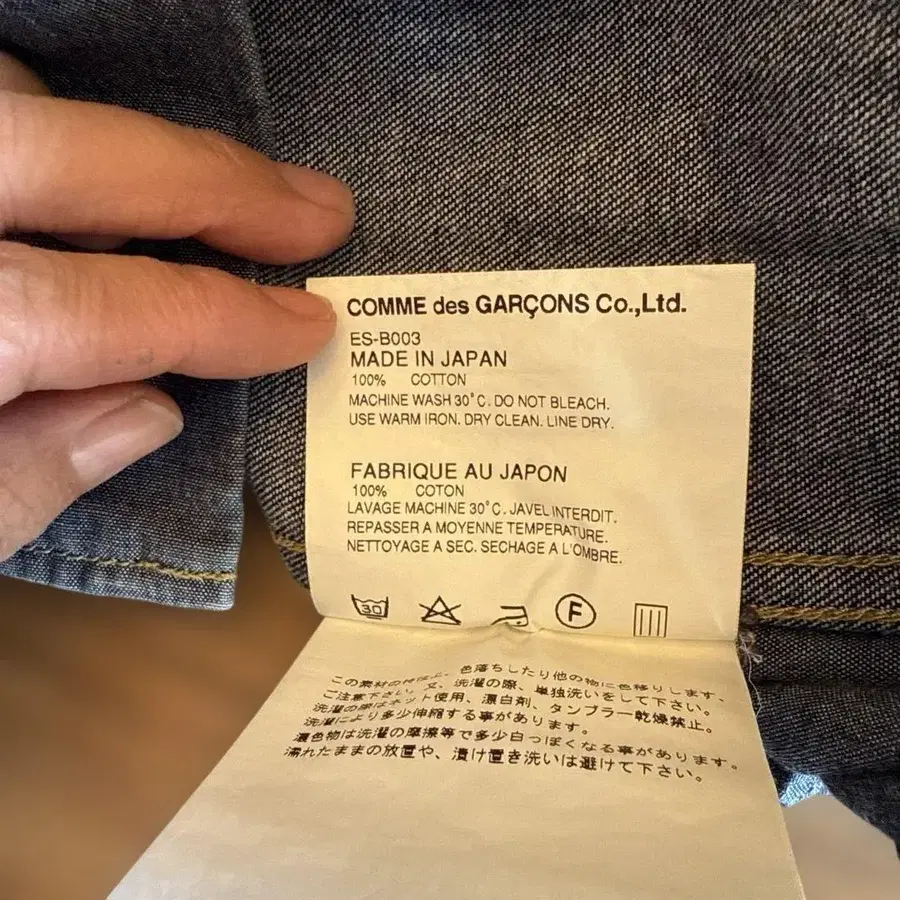 COMME des GARÇONS Co.,Ltd.
ES-B003
MADE IN JAPAN
100% COTTON
MACHINE WASH 30°C. DO NOT BLEACH.
USE WARM IRON. DRY CLEAN. LINE DRY.
FABRIQUE AU JAPON
100% COTON
LAVAGE MACHINE 30°C. JAVEL INTERDIT.
REPASSER A MOYENNE TEMPERATURE.
NETTOYAGE A SEC. SECHAGE A L'OMBRE.
30 F
この素材の特性上、色落ちしたり他の物に色移りします、
ご注意下さい。又、洗濯の際、単独洗いをして下さい。
洗濯の際はネット使用、漂白剤、タンブラー乾燥禁止。
洗濯により多少伸縮する事があります。
濃色物は洗濯の摩擦等で多少白っぽくなる事があります。
濡れたままの放置や、漬け置き洗いは避けて下さい。